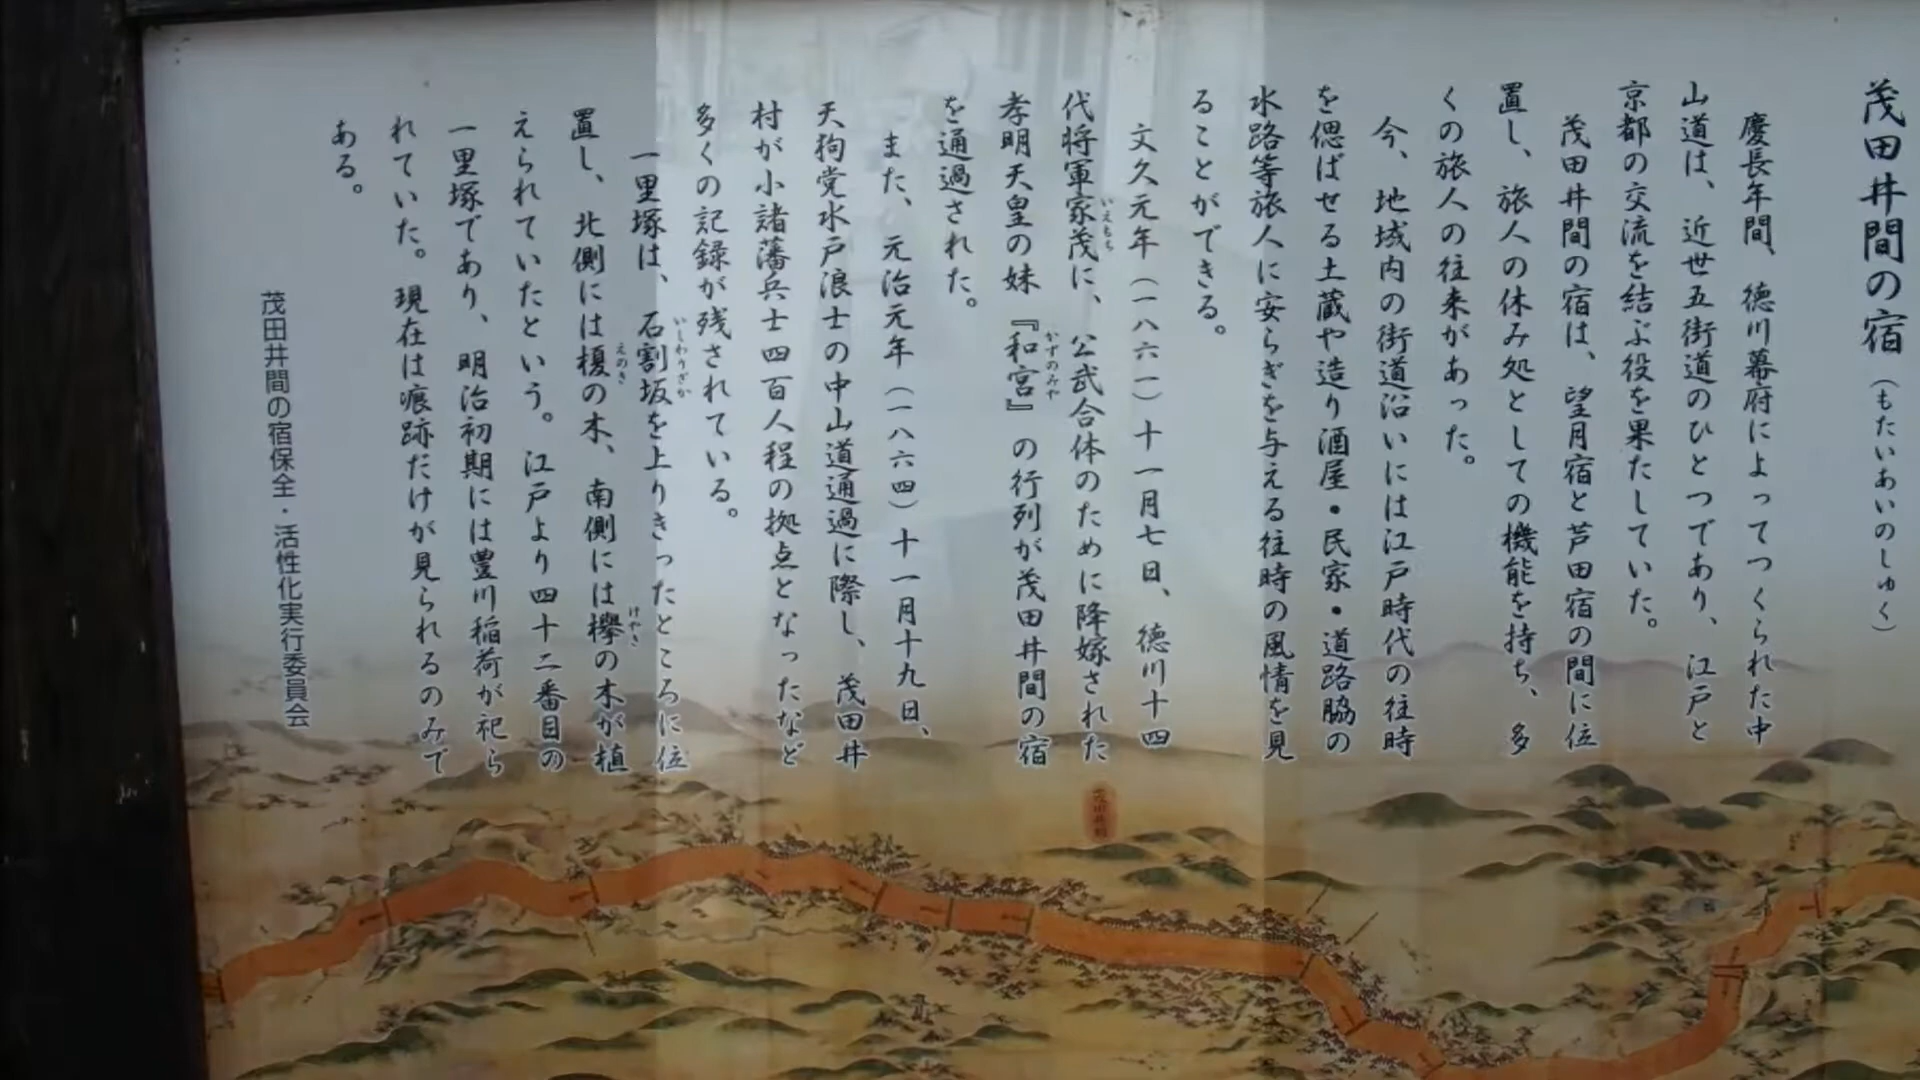 茂田井間の宿（もたいあいのしゅく）
慶長年間、徳川幕府によってつくられた中
山道は、近世五街道のひとつであり、江戸と
京都の交流を結ぶ役を果たしていた。
茂田井間の宿は、望月宿と芦田宿の間に位
置し、旅人の休み処としての機能を持ち、多
くの旅人の往来があった。
今、地域内の街道沿いには江戸時代の往時
を偲ばせる土蔵や造り酒屋・民家・道路脇の
水路等旅人に安らぎを与える往時の風情を見
ることができる。
文久元年（一八六一）十一月七日、徳川十四
代将軍家茂に、公武合体のために降嫁された
いえもち
孝明天皇の妹『和宮』の行列が茂田井間の宿
かずのみや
を通過された。
また、元治元年（一八六四）十一月十九日、
天狗党水戸浪士の中山道通過に際し、茂田井
村が小諸藩兵士四百人程の拠点となったなど
多くの記録が残されている。
一里塚は、石割坂を上りきったところに位
いしわりざか
置し、北側には榎の木、南側には欅の木が植
えのき
けやき
えられていたという。江戸より四十二番目の
一里塚であり、明治初期には豊川稲荷が祀ら
れていた。現在は痕跡だけが見られるのみで
ある。
茂田井間の宿保全・活性化実行委員会